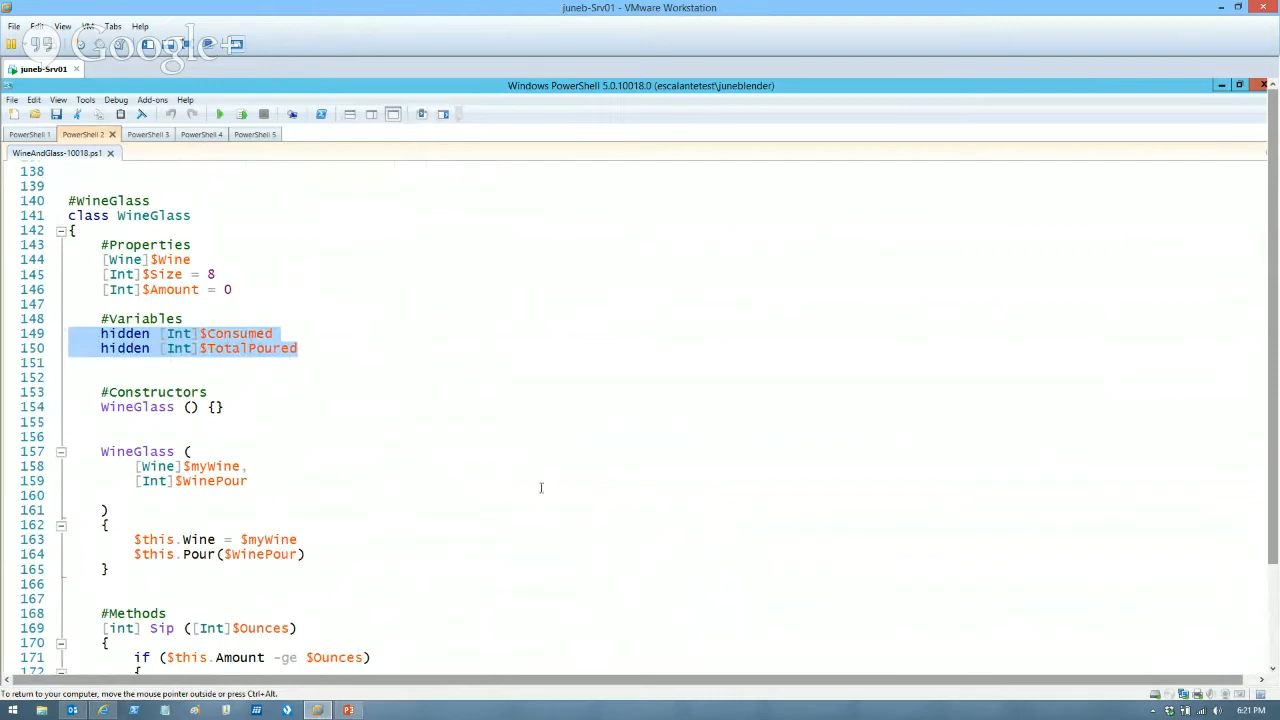 juneb-Srv01 - VMware Workstation
File Edit View VM Tabs Help
Google+
juneb-Srv01
Windows PowerShell 5.0.10018.0 (escalantetest\juneblender)
File Edit View Tools Debug Add-ons Help
PowerShell 1 PowerShell 2 PowerShell 3 PowerShell 4 PowerShell 5
WineAndGlass-10018.ps1
138
139
140 #WineGlass
141 class WineGlass
142 {
143 #Properties
144 [Wine]$Wine
145 [Int]$Size = 8
146 [Int]$Amount = 0
147
148 #Variables
149 hidden [Int]$Consumed
150 hidden [Int]$TotalPoured
151
152
153 #Constructors
154 WineGlass () {}
155
156
157 WineGlass (
158 [Wine]$myWine,
159 [Int]$WinePour
160
161 )
162 {
163 $this.Wine = $myWine
164 $this.Pour($WinePour)
165 }
166
167
168 #Methods
169 [int] Sip ([Int]$Ounces)
170 {
171 if ($this.Amount -ge $Ounces)
172 {
To return to your computer, move the mouse pointer outside or press Ctrl+Alt.
6:21 PM